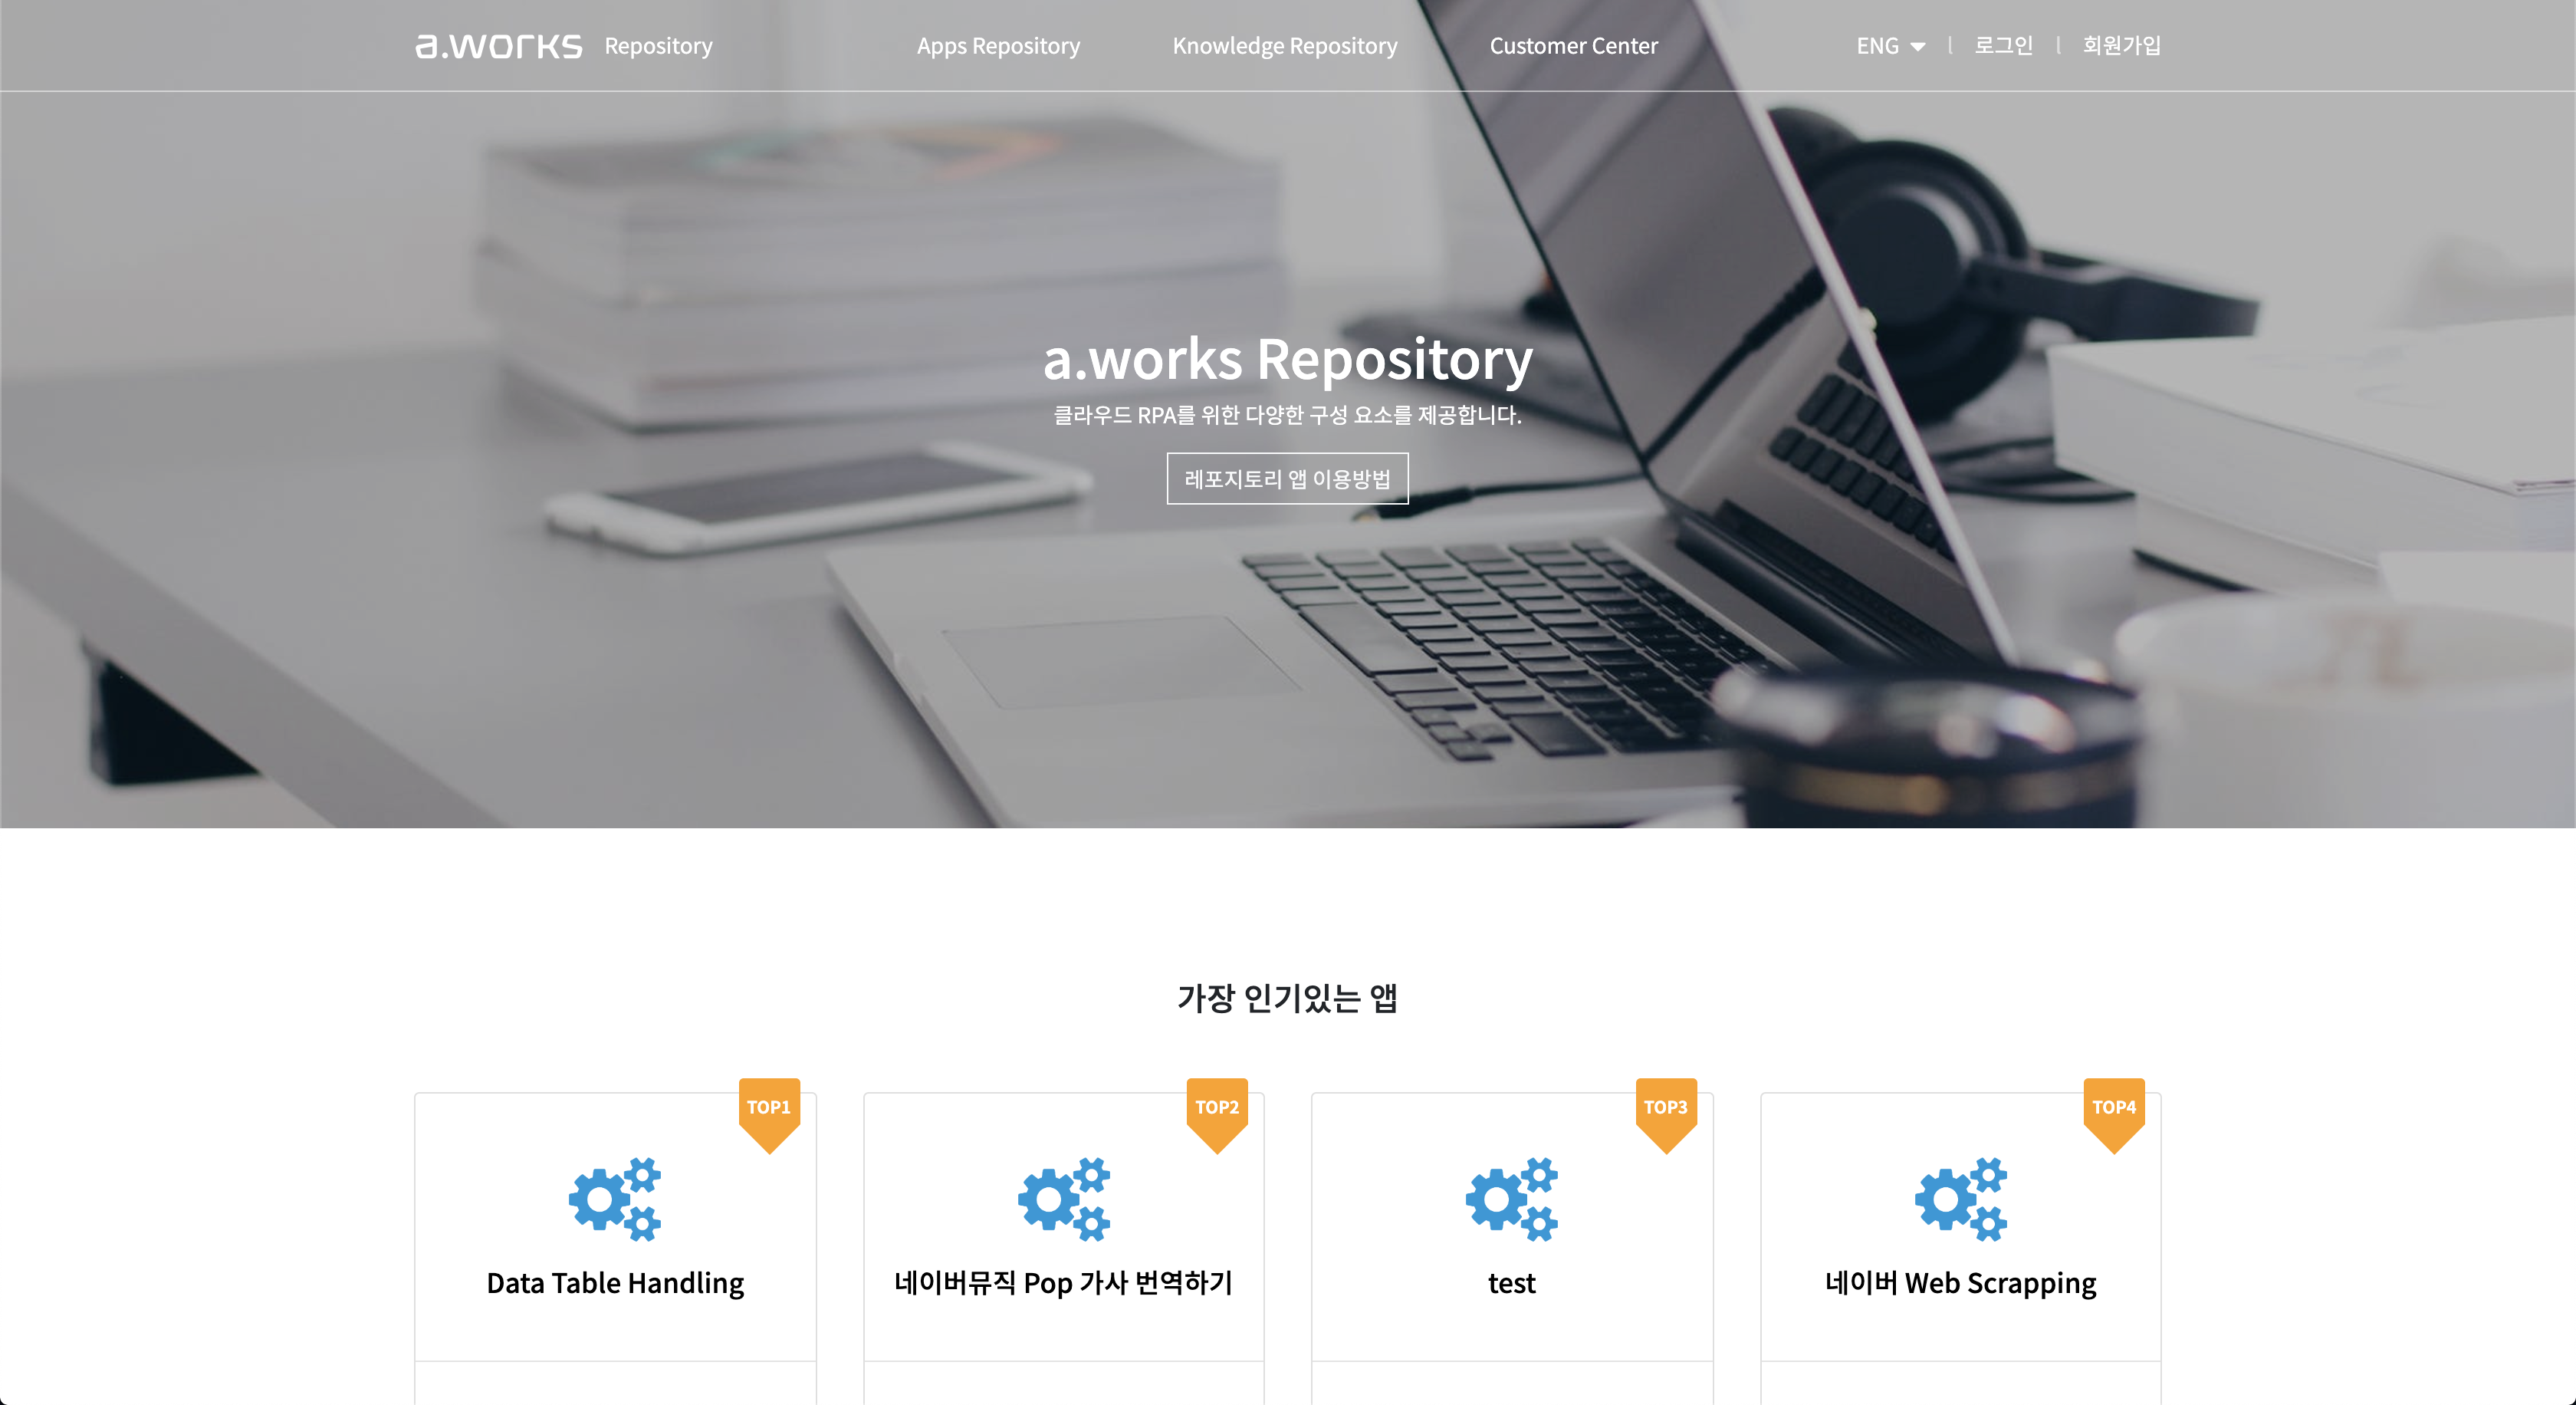 a.works Repository Apps Repository Knowledge Repository Customer Center ENG 로그인 회원가입
a.works Repository
클라우드 RPA를 위한 다양한 구성 요소를 제공합니다.
레포지토리 앱 이용방법
가장 인기있는 앱
TOP1 TOP2 TOP3 TOP4
Data Table Handling 네이버뮤직 Pop 가사 번역하기 test 네이버 Web Scrapping